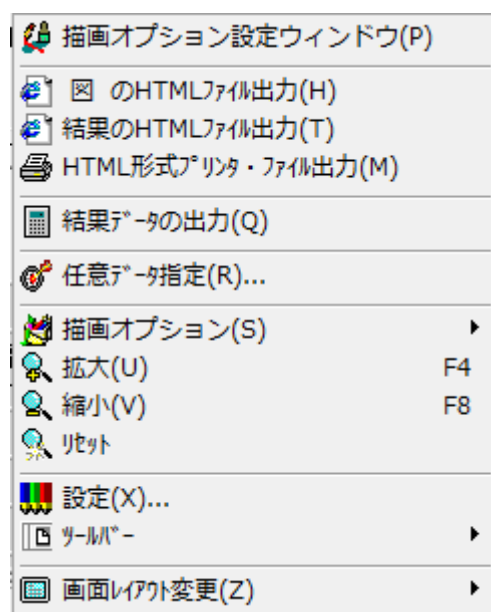 描画オプション設定ウィンドウ(P)
図 のHTMLﾌｧｲﾙ出力(H)
結果のHTMLﾌｧｲﾙ出力(T)
HTML形式ﾌﾟﾘﾝﾀ・ﾌｧｲﾙ出力(M)
結果ﾃﾞｰﾀの出力(Q)
任意ﾃﾞｰﾀ指定(R)...
描画オプション(S)
拡大(U) F4
縮小(V) F8
ﾘｾｯﾄ
設定(X)...
ﾂｰﾙﾊﾞｰ
画面ﾚｲｱｳﾄ変更(Z)